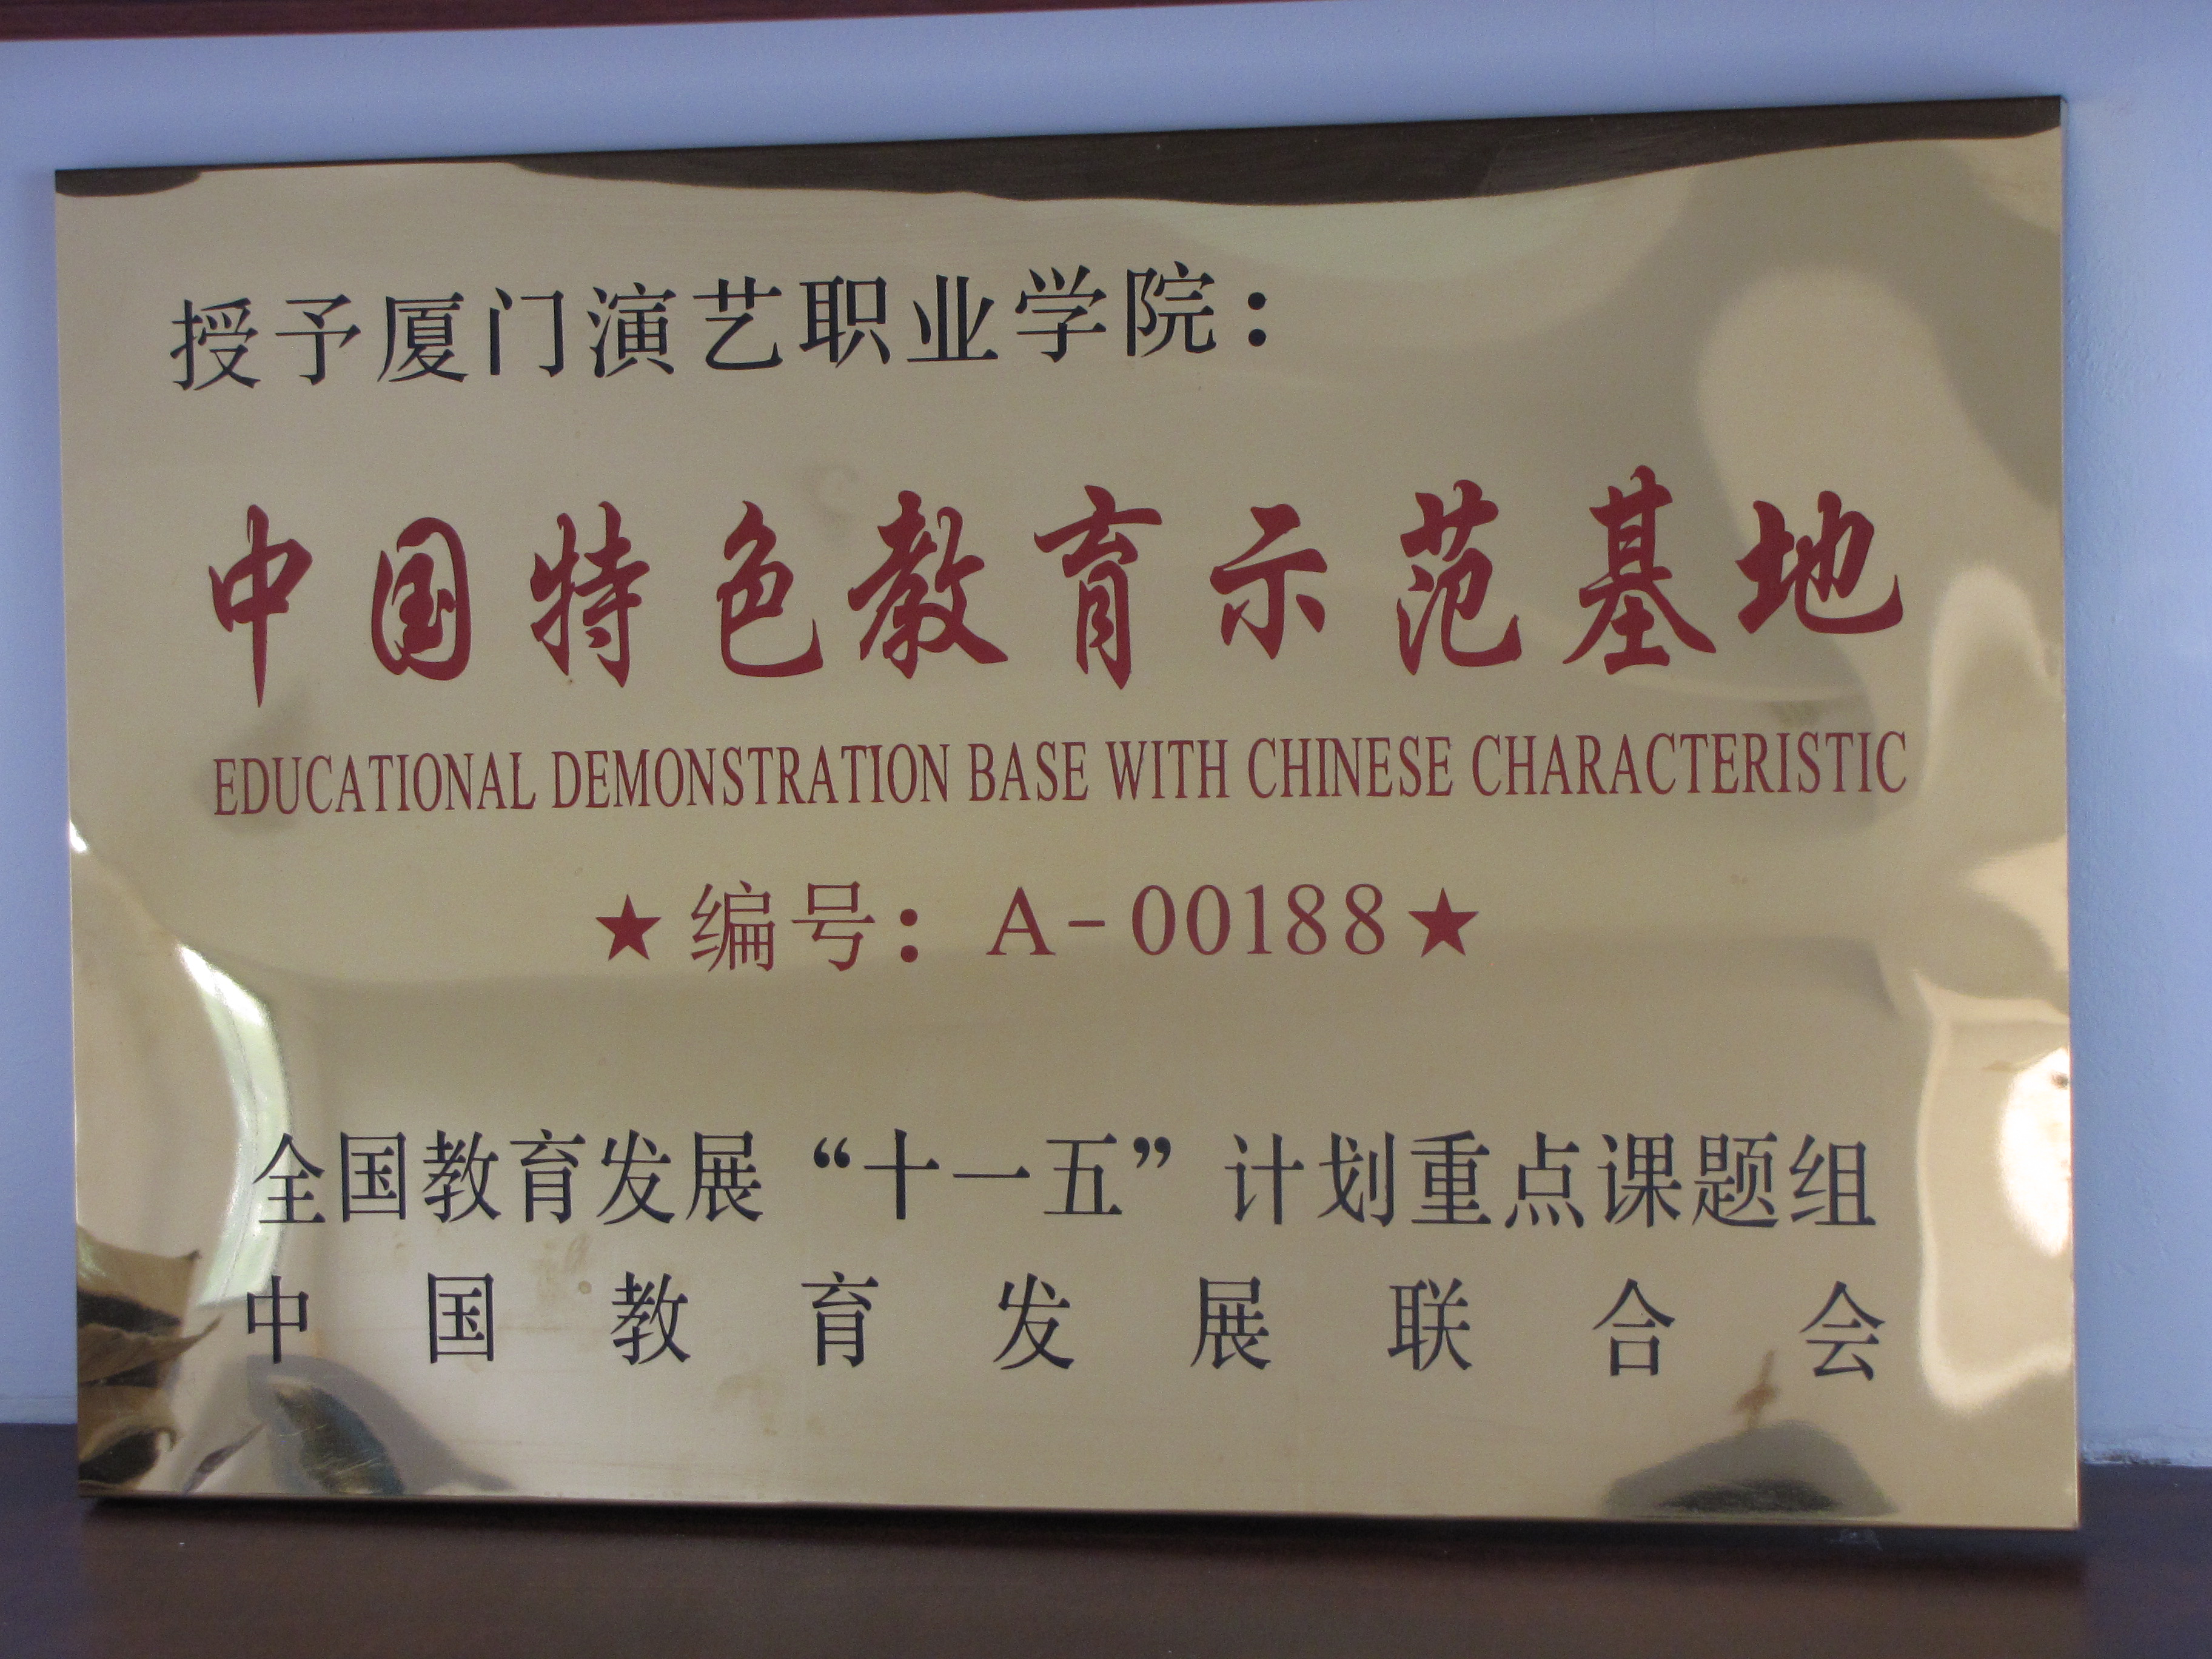 授予厦门演艺职业学院：
中国特色教育示范基地
EDUCATIONAL DEMONSTRATION BASE WITH CHINESE CHARACTERISTIC
★编号：A-00188★
全国教育发展“十一五”计划重点课题组
中国教育发展联合会